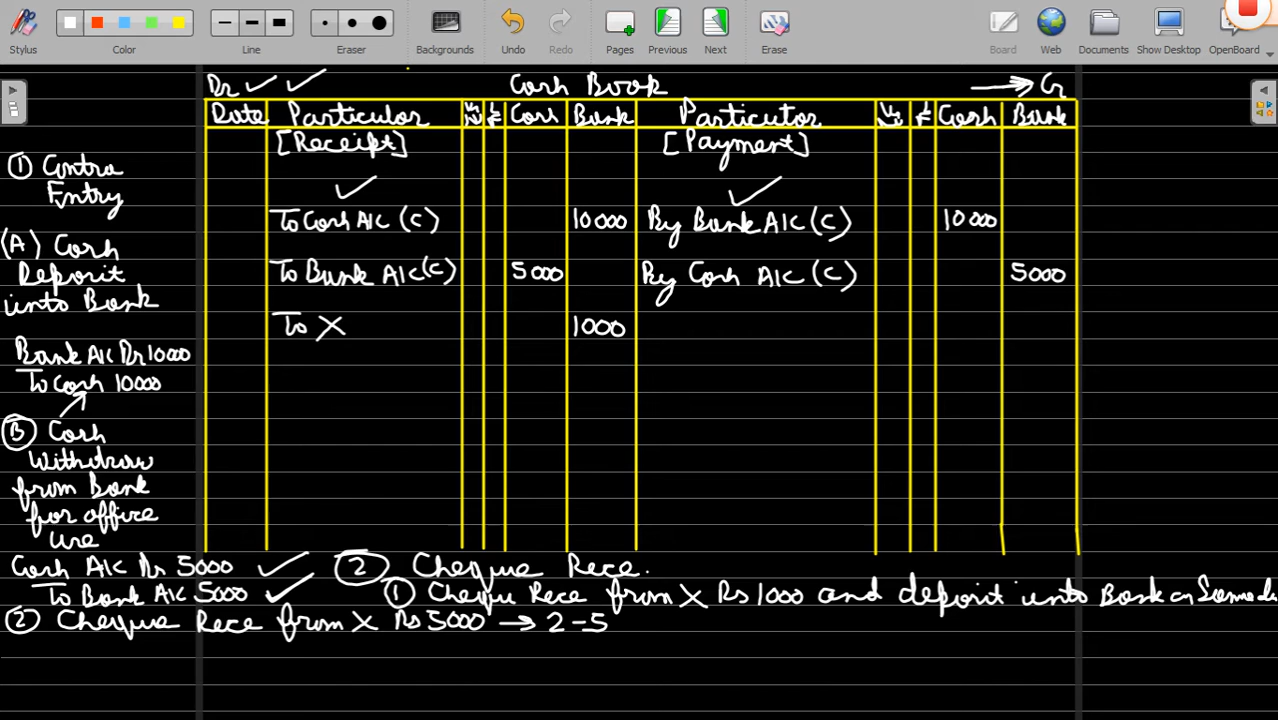 Stylus Color Line Eraser Backgrounds Undo Redo Pages Previous Next Erase Board Web Documents Show Desktop OpenBoard
Dr Cash Book Cr
Date Particular Cash Bank Particular Cash Bank
[Receipt] [Payment]
① Contra
Entry
To Cash A/C (C) 10000 By Bank A/C (C) 10000
(A) Cash
Deposit
into Bank
To Bank A/C (C) 5000 By Cash A/C (C) 5000
To X 1000
Bank A/C Dr 10000
To Cash 10000
Ⓑ Cash
Withdraw
from Bank
for office
use
Cash A/C Dr 5000 ② Cheque Rece.
To Bank A/C 5000 ① Cheque Rece from X Rs 1000 and deposit into Bank on Same
② Cheque Rece from X Rs 5000 → 2-5